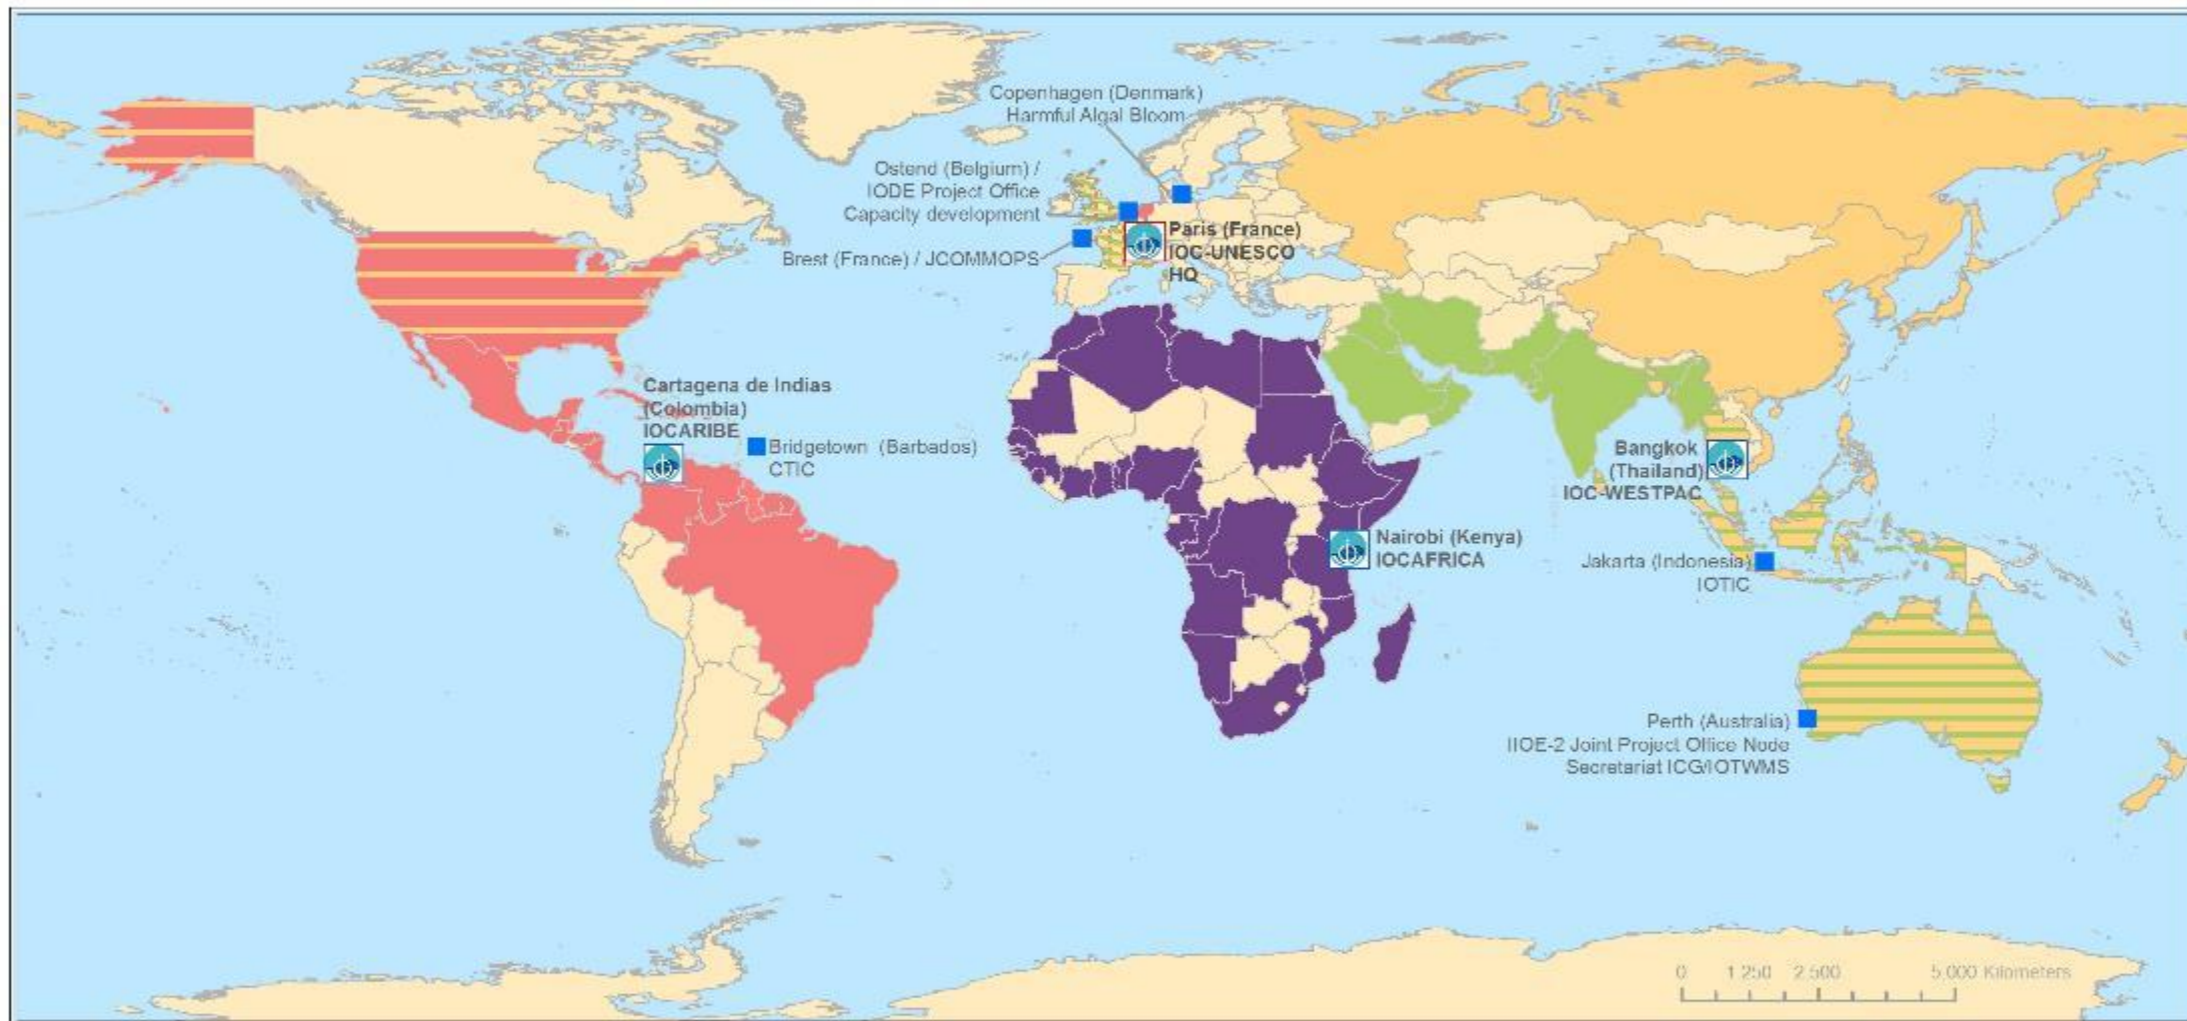 Copenhagen (Denmark)
Harmful Algal Bloom
Ostend (Belgium) /
IODE Project Office
Capacity development
Brest (France) / JCOMMOPS
Paris (France)
IOC-UNESCO
HQ
Cartagena de Indias
(Colombia)
IOCARIBE
Bridgetown (Barbados)
CTIC
Bangkok
(Thailand)
IOC-WESTPAC
Nairobi (Kenya)
IOCAFRICA
Jakarta (Indonesia)
IOTIC
Perth (Australia)
IIOE-2 Joint Project Office Node
Secretariat ICG/IOTWMS
0 1 250 2,500 5,000 Kilometers